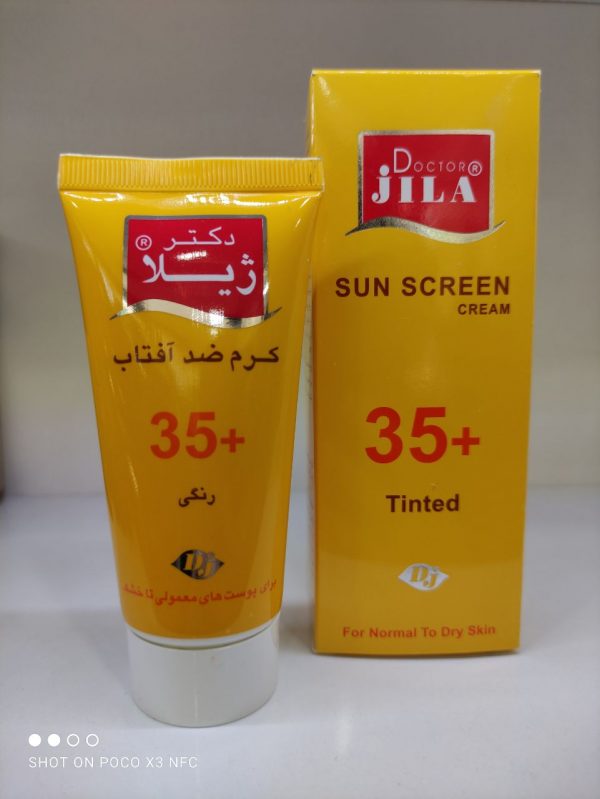 دکتر
ژیلا ®
کرم ضد آفتاب
35+
رنگی
Dj
برای پوست های معمولی تا خشک
DOCTOR ®
JILA
SUN SCREEN
CREAM
35+
Tinted
Dj
For Normal To Dry Skin
SHOT ON POCO X3 NFC